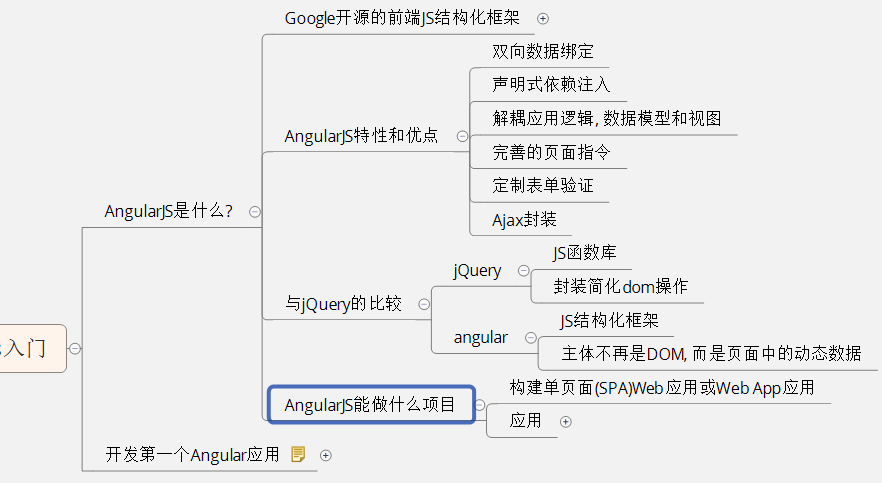 Google开源的前端JS结构化框架
双向数据绑定
声明式依赖注入
解耦应用逻辑, 数据模型和视图
AngularJS特性和优点
完善的页面指令
定制表单验证
Ajax封装
AngularJS是什么?
JS函数库
jQuery
封装简化dom操作
与jQuery的比较
JS结构化框架
angular
主体不再是DOM, 而是页面中的动态数据
入门
构建单页面(SPA)Web应用或Web App应用
AngularJS能做什么项目
应用
开发第一个Angular应用